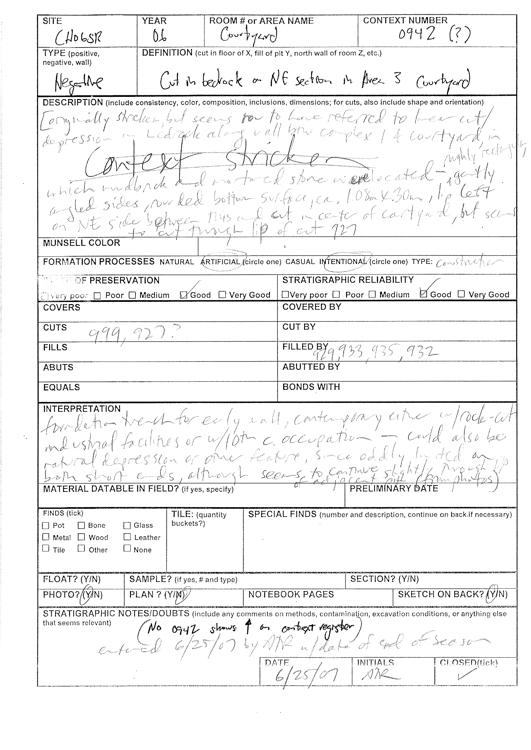 SITE YEAR ROOM # or AREA NAME CONTEXT NUMBER
CH06SR 06 Courtyard 0942 (?)
TYPE (positive, negative, wall) DEFINITION (cut in floor of X, fill of pit Y, north wall of room Z, etc.)
Negative Cut in bedrock on NE section in Area 3 Courtyard
DESCRIPTION (include consistency, color, composition, inclusions, dimensions; for cuts, also include shape and orientation)
[originally stricken but seems to have referred to linear cut/
depression in bedrock along wall btw complex 1 & courtyard in
Context Stricken
roughly rectangular
which mudbrick and mortared stone were located - gently
angled sides, rounded bottom surface, ca. 1.08m x .30m, lip left
on NE side between this and cut in center of courtyard, but seems
to cut through lip of cut 927
MUNSELL COLOR
FORMATION PROCESSES NATURAL ARTIFICIAL (circle one) CASUAL INTENTIONAL (circle one) TYPE: Construction
OF PRESERVATION STRATIGRAPHIC RELIABILITY
Very poor Poor Medium Good Very Good Very poor Poor Medium Good Very Good
COVERS COVERED BY
CUTS 999, 927? CUT BY
FILLS FILLED BY 929, 933, 935, 932
ABUTS ABUTTED BY
EQUALS BONDS WITH
INTERPRETATION
foundation trench for early wall, contemporary either w/ rock-cut
industrial facilities or w/ 10th c. occupation - could also be
natural depression or other feature, since oddly limited on
both short ends, although seems to continue slightly through lip
of adjacent pit (from photos)
MATERIAL DATABLE IN FIELD? (if yes, specify) PRELIMINARY DATE
FINDS (tick) TILE: (quantity buckets?) SPECIAL FINDS (number and description, continue on back if necessary)
Pot Bone Glass
Metal Wood Leather
Tile Other None
FLOAT? (Y/N) SAMPLE? (if yes, # and type) SECTION? (Y/N)
PHOTO? (Y/N) PLAN? (Y/N) NOTEBOOK PAGES SKETCH ON BACK? (Y/N)
STRATIGRAPHIC NOTES/DOUBTS (include any comments on methods, contamination, excavation conditions, or anything else that seems relevant)
(No 0942 shows ↑ on context register)
entered 6/25/07 by w/ date of end of season
DATE INITIALS CLOSED(tick)
6/25/07